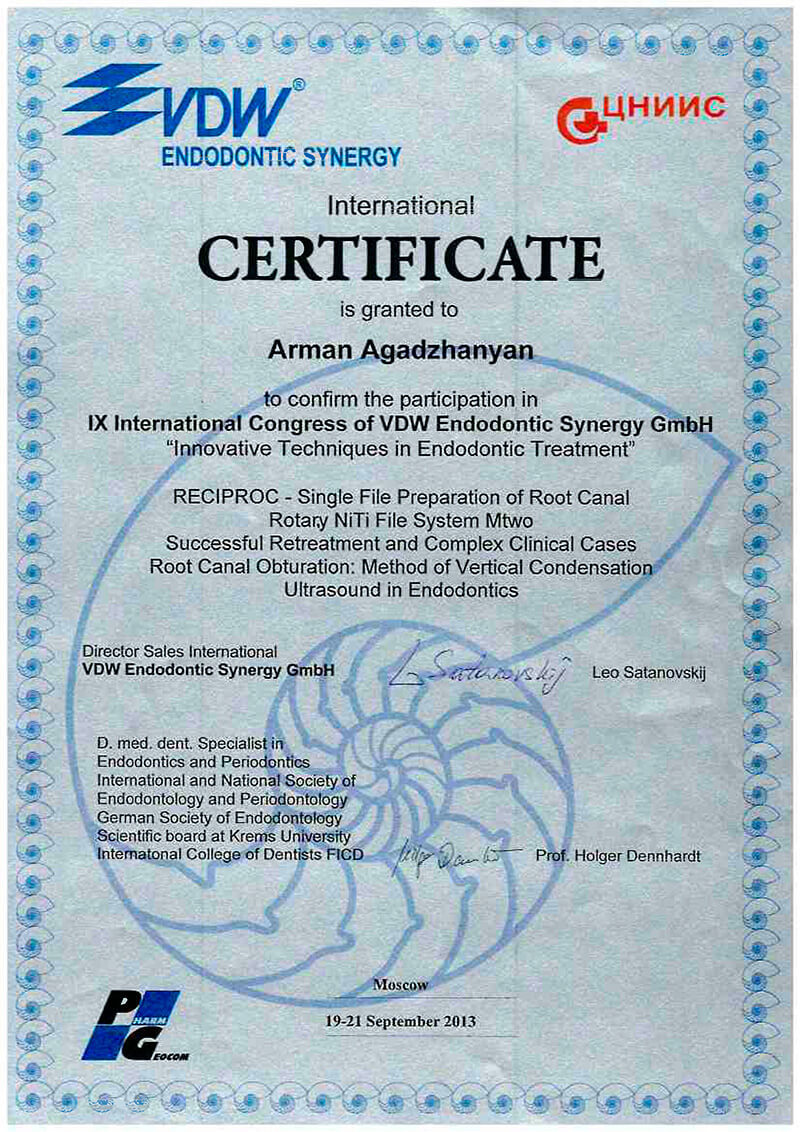 VDW®
ENDODONTIC SYNERGY
ЦНИИС
International
CERTIFICATE
is granted to
Arman Agadzhanyan
to confirm the participation in
IX International Congress of VDW Endodontic Synergy GmbH
“Innovative Techniques in Endodontic Treatment”
RECIPROC - Single File Preparation of Root Canal
Rotary NiTi File System Mtwo
Successful Retreatment and Complex Clinical Cases
Root Canal Obturation: Method of Vertical Condensation
Ultrasound in Endodontics
Director Sales International
VDW Endodontic Synergy GmbH
L Satanovskij
Leo Satanovskij
D. med. dent. Specialist in
Endodontics and Periodontics
International and National Society of
Endodontology and Periodontology
German Society of Endodontology
Scientific board at Krems University
Internatonal College of Dentists FICD
Prof. Holger Dennhardt
Moscow
19-21 September 2013
PHARM
GEOCOM